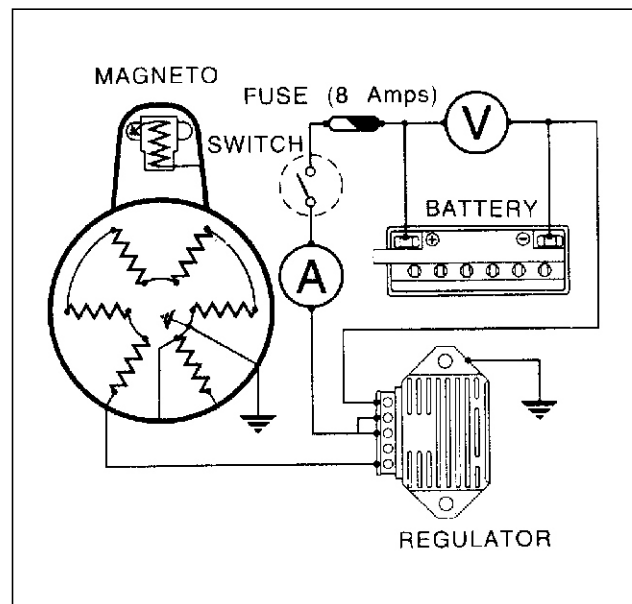 MAGNETO
FUSE (8 Amps)
SWITCH
V
BATTERY
+ -
A
REGULATOR